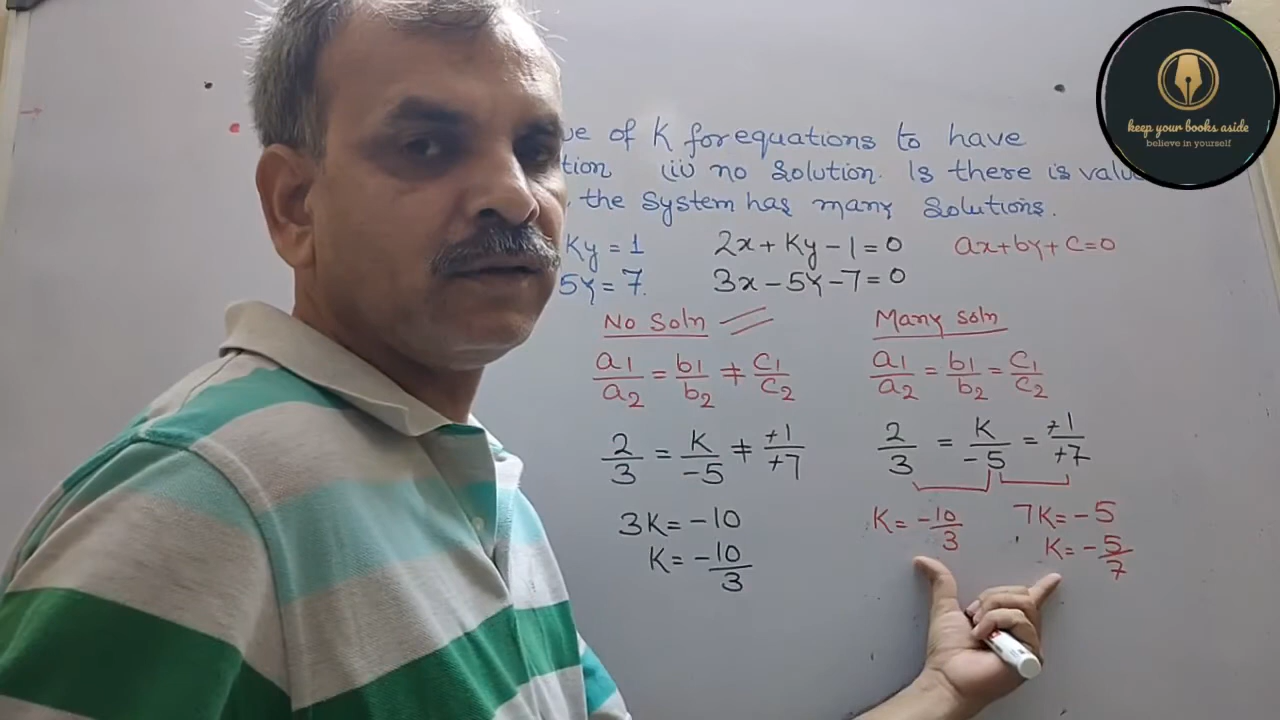 of K for equations to have
(ii) no solution. Is there is value
the system has many solutions.
Ky = 1 2x + Ky - 1 = 0 ax + by + c = 0
5y = 7. 3x - 5y - 7 = 0
No Soln Many soln
a1/a2 = b1/b2 ≠ c1/c2 a1/a2 = b1/b2 = c1/c2
2/3 = K/-5 ≠ +1/+7 2/3 = K/-5 = +1/+7
3K = -10 K = -10/3 7K = -5
K = -10/3 K = -5/7
keep your books aside
believe in yourself